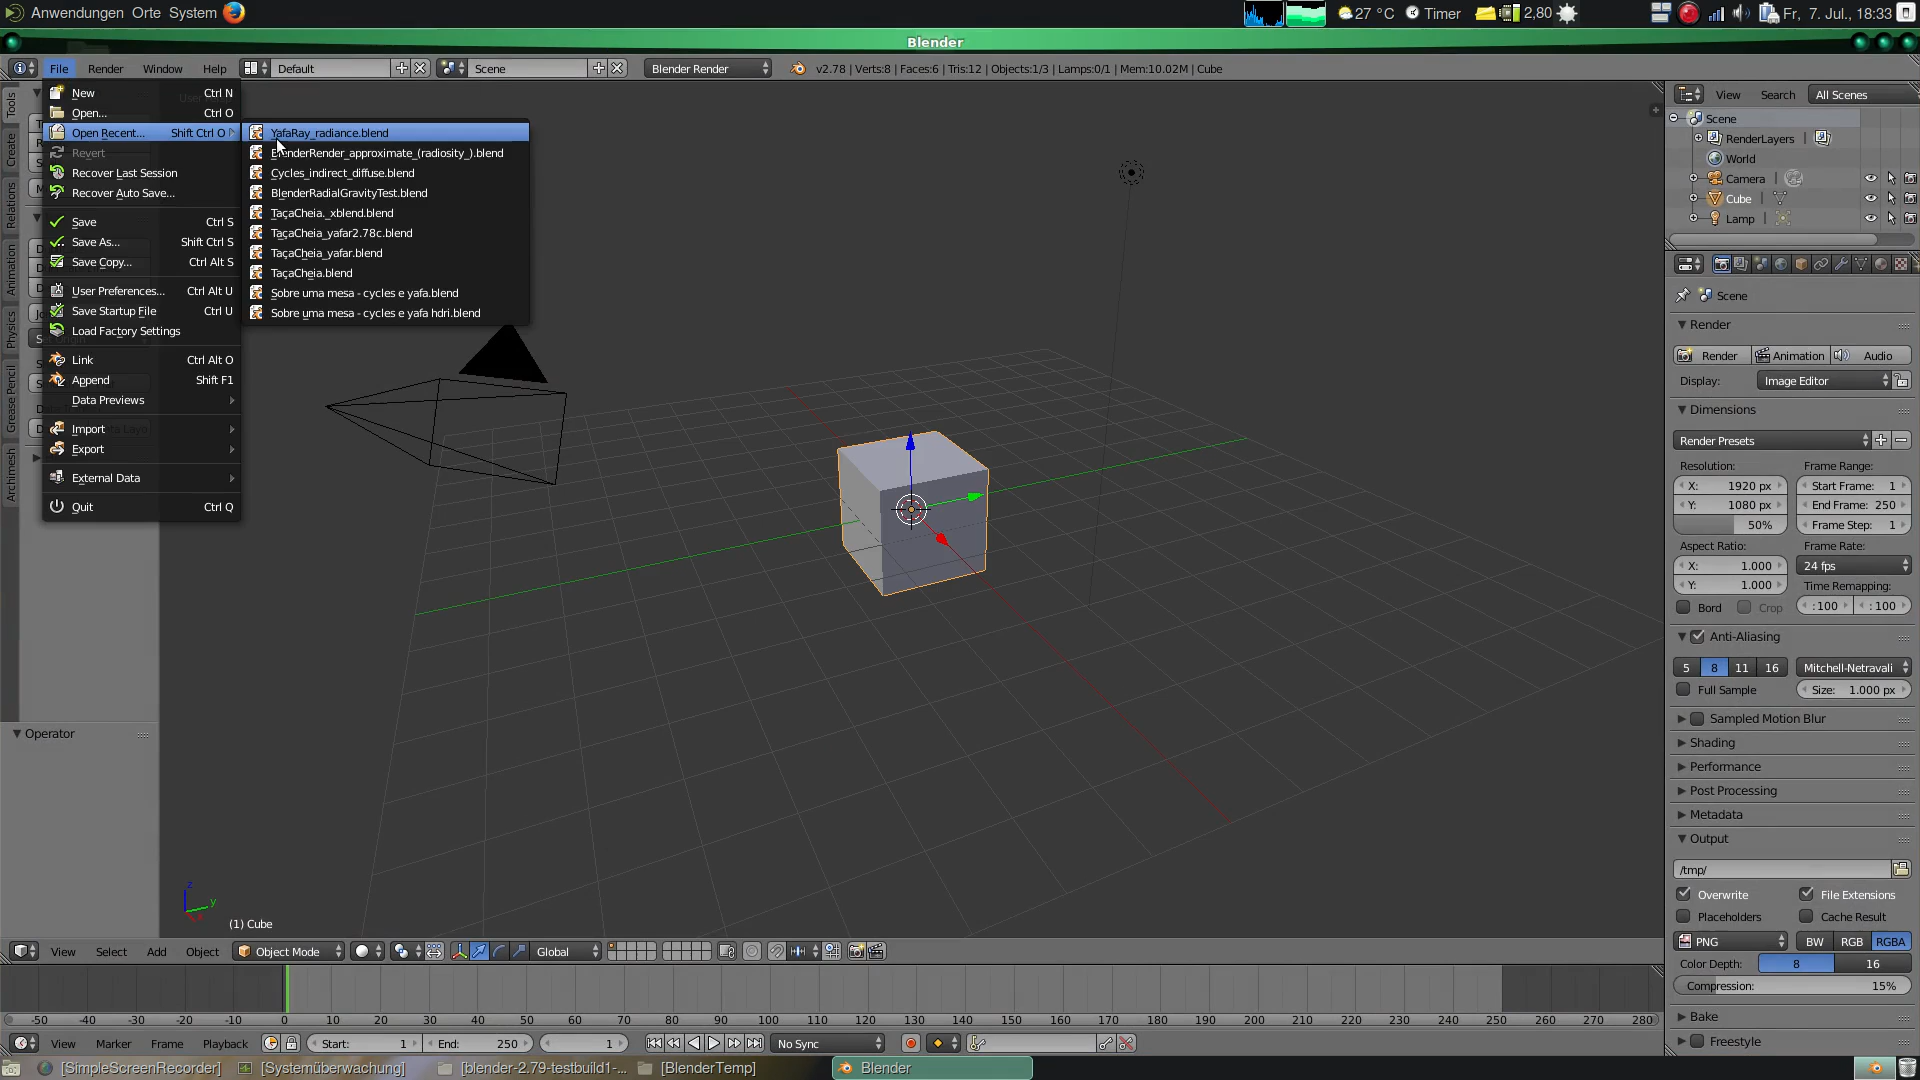 Anwendungen Orte System 27 °C Timer 2,80 Fr, 7. Jul., 18:33
Blender
File Render Window Help Default Scene Blender Render v2.78 | Verts:8 | Faces:6 | Tris:12 | Objects:1/3 | Lamps:0/1 | Mem:10.02M | Cube
New Ctrl N
Open... Ctrl O
Open Recent... Shift Ctrl O
Revert
Recover Last Session
Recover Auto Save...
Save Ctrl S
Save As... Shift Ctrl S
Save Copy... Ctrl Alt S
User Preferences... Ctrl Alt U
Save Startup File Ctrl U
Load Factory Settings
Link Ctrl Alt O
Append Shift F1
Data Previews
Import
Export
External Data
Quit Ctrl Q
YafaRay_radiance.blend
BlenderRender_approximate_(radiosity_).blend
Cycles_indirect_diffuse.blend
BlenderRadialGravityTest.blend
TaçaCheia._xblend.blend
TaçaCheia_yafar2.78c.blend
TaçaCheia_yafar.blend
TaçaCheia.blend
Sobre uma mesa - cycles e yafa.blend
Sobre uma mesa - cycles e yafa hdri.blend
Tools
Create
Relations
Animation
Physics
Grease Pencil
Archimesh
Operator
z
y
(1) Cube
View Search All Scenes
Scene
RenderLayers
World
Camera
Cube
Lamp
Scene
Render
Render Animation Audio
Display: Image Editor
Dimensions
Render Presets
Resolution: Frame Range:
X: 1920 px Start Frame: 1
Y: 1080 px End Frame: 250
50% Frame Step: 1
Aspect Ratio: Frame Rate:
X: 1.000 24 fps
Y: 1.000 Time Remapping:
Bord Crop :100 :100
Anti-Aliasing
5 8 11 16 Mitchell-Netravali
Full Sample Size: 1.000 px
Sampled Motion Blur
Shading
Performance
Post Processing
Metadata
Output
/tmp/
Overwrite File Extensions
Placeholders Cache Result
PNG BW RGB RGBA
Color Depth: 8 16
Compression: 15%
Bake
Freestyle
View Select Add Object Object Mode Global
-50 -40 -30 -20 -10 0 10 20 30 40 50 60 70 80 90 100 110 120 130 140 150 160 170 180 190 200 210 220 230 240 250 260 270 280
View Marker Frame Playback Start: 1 End: 250 1 No Sync
[SimpleScreenRecorder] [Systemüberwachung] [blender-2.79-testbuild1-... [BlenderTemp] Blender